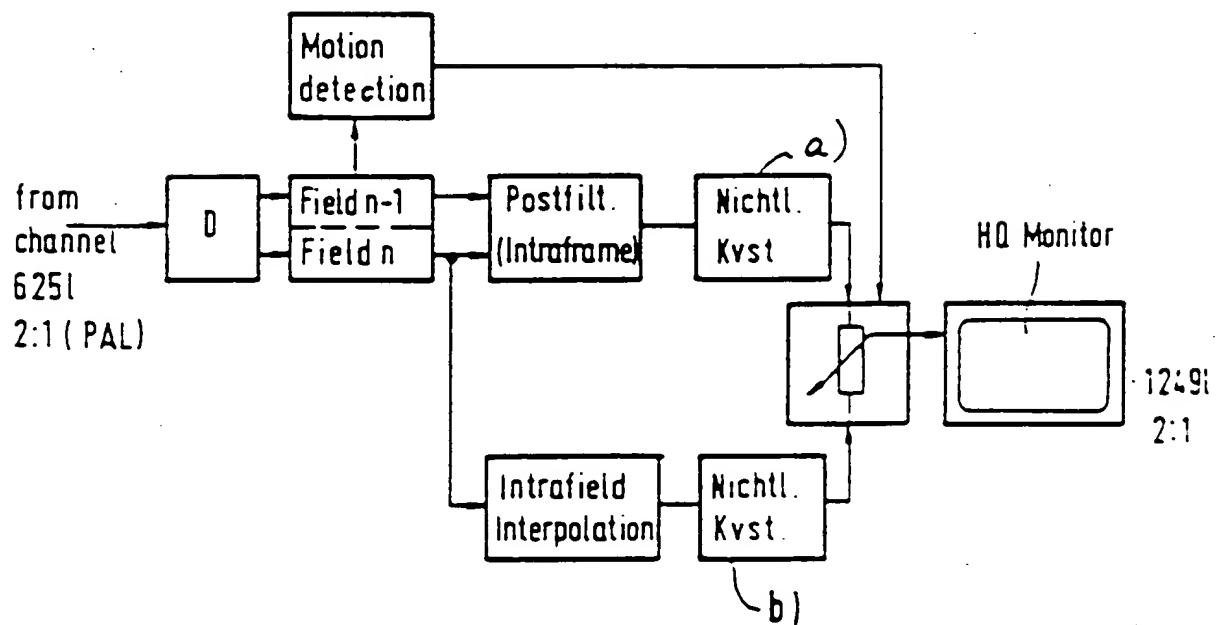 Motion
detection
a)
from
channel
625l
2:1 (PAL)
D
Field n-1
Field n
Postfilt.
(Intraframe)
Nichtl.
Kvst
HQ Monitor
1249l
2:1
Intrafield
Interpolation
Nichtl.
Kvst.
b)